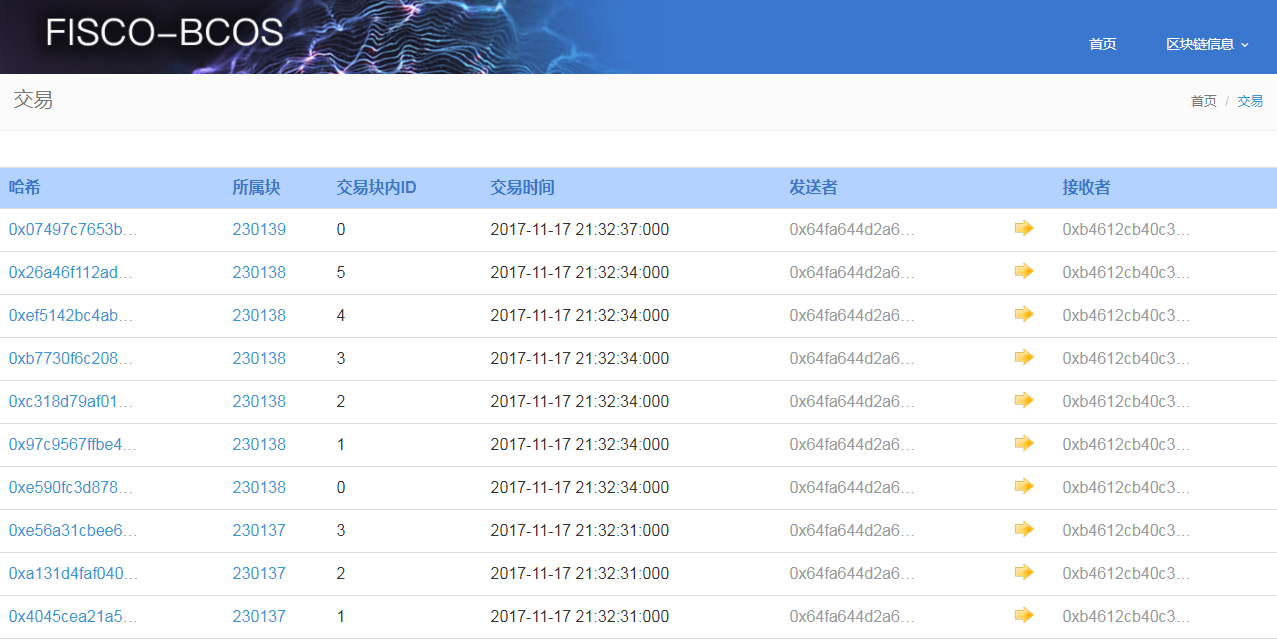 FISCO-BCOS
首页 区块链信息
交易
首页 / 交易
哈希 所属块 交易块内ID 交易时间 发送者 接收者
0x07497c7653b... 230139 0 2017-11-17 21:32:37:000 0x64fa644d2a6... 0xb4612cb40c3...
0x26a46f112ad... 230138 5 2017-11-17 21:32:34:000 0x64fa644d2a6... 0xb4612cb40c3...
0xef5142bc4ab... 230138 4 2017-11-17 21:32:34:000 0x64fa644d2a6... 0xb4612cb40c3...
0xb7730f6c208... 230138 3 2017-11-17 21:32:34:000 0x64fa644d2a6... 0xb4612cb40c3...
0xc318d79af01... 230138 2 2017-11-17 21:32:34:000 0x64fa644d2a6... 0xb4612cb40c3...
0x97c9567ffbe4... 230138 1 2017-11-17 21:32:34:000 0x64fa644d2a6... 0xb4612cb40c3...
0xe590fc3d878... 230138 0 2017-11-17 21:32:34:000 0x64fa644d2a6... 0xb4612cb40c3...
0xe56a31cbee6... 230137 3 2017-11-17 21:32:31:000 0x64fa644d2a6... 0xb4612cb40c3...
0xa131d4faf040... 230137 2 2017-11-17 21:32:31:000 0x64fa644d2a6... 0xb4612cb40c3...
0x4045cea21a5... 230137 1 2017-11-17 21:32:31:000 0x64fa644d2a6... 0xb4612cb40c3...